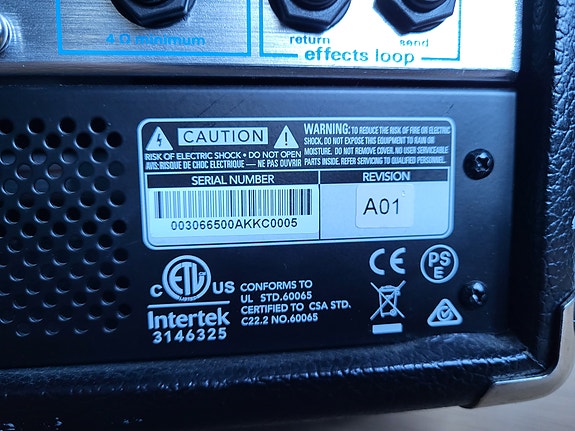 4 Ω minimum
return
send
effects loop
CAUTION
RISK OF ELECTRIC SHOCK • DO NOT OPEN
AVIS: RISQUE DE CHOC ELECTRIQUE — NE PAS OUVRIR
WARNING: TO REDUCE THE RISK OF FIRE OR ELECTRIC
SHOCK, DO NOT EXPOSE THIS EQUIPMENT TO RAIN OR
MOISTURE. DO NOT REMOVE COVER. NO USER SERVICEABLE
PARTS INSIDE. REFER SERVICING TO QUALIFIED PERSONNEL.
SERIAL NUMBER
003066500AKKC0005
REVISION
A01
C ETL US
LISTED
Intertek
3146325
CONFORMS TO
UL STD.60065
CERTIFIED TO CSA STD.
C22.2 NO.60065
CE
PS
E